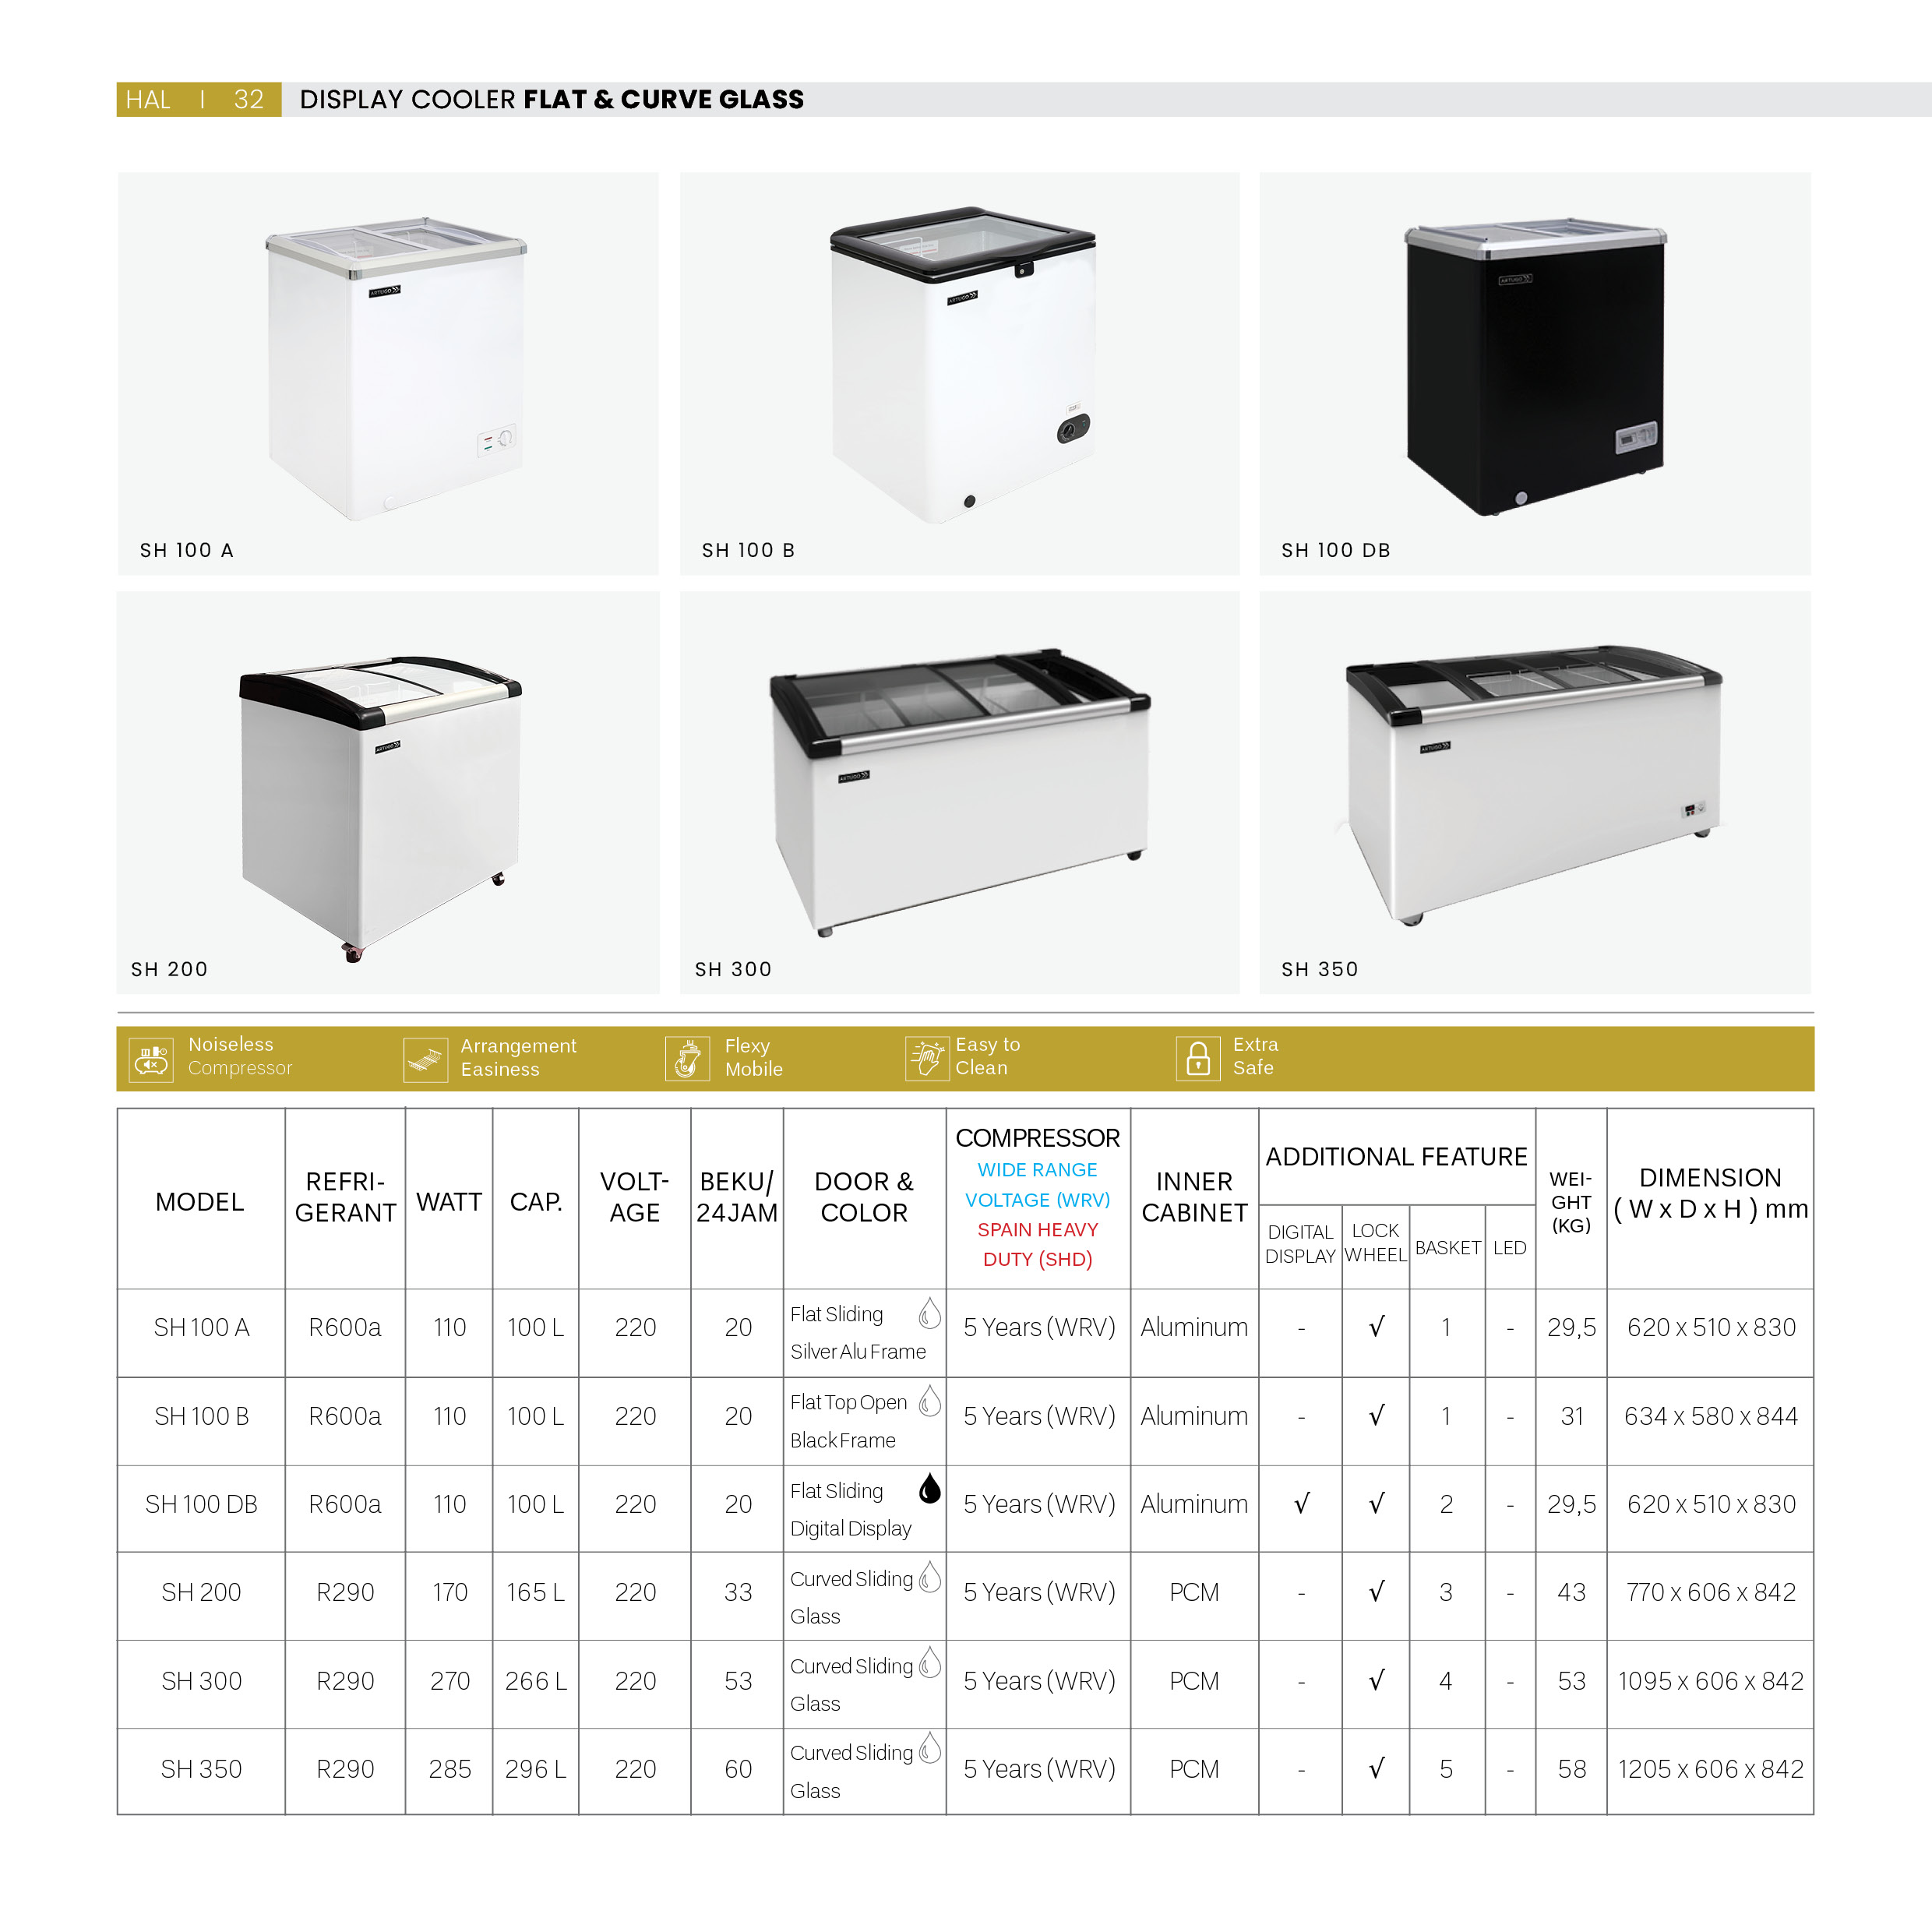 HAL | 32 DISPLAY COOLER FLAT & CURVE GLASS
ARTUGO
ARTUGO
ARTUGO
SH 100 A
SH 100 B
SH 100 DB
ARTUGO
ARTUGO
ARTUGO
SH 200
SH 300
SH 350
Noiseless
Compressor
Arrangement
Easiness
Flexy
Mobile
Easy to
Clean
Extra
Safe
MODEL
REFRI-
GERANT
WATT
CAP.
VOLT-
AGE
BEKU/
24JAM
DOOR &
COLOR
COMPRESSOR
WIDE RANGE
VOLTAGE (WRV)
SPAIN HEAVY
DUTY (SHD)
INNER
CABINET
ADDITIONAL FEATURE
DIGITAL
DISPLAY
LOCK
WHEEL
BASKET
LED
WEI-
GHT
(KG)
DIMENSION
( W x D x H ) mm
SH 100 A R600a 110 100 L 220 20 Flat Sliding Silver Alu Frame 5 Years (WRV) Aluminum - √ 1 - 29,5 620 x 510 x 830
SH 100 B R600a 110 100 L 220 20 Flat Top Open Black Frame 5 Years (WRV) Aluminum - √ 1 - 31 634 x 580 x 844
SH 100 DB R600a 110 100 L 220 20 Flat Sliding Digital Display 5 Years (WRV) Aluminum √ √ 2 - 29,5 620 x 510 x 830
SH 200 R290 170 165 L 220 33 Curved Sliding Glass 5 Years (WRV) PCM - √ 3 - 43 770 x 606 x 842
SH 300 R290 270 266 L 220 53 Curved Sliding Glass 5 Years (WRV) PCM - √ 4 - 53 1095 x 606 x 842
SH 350 R290 285 296 L 220 60 Curved Sliding Glass 5 Years (WRV) PCM - √ 5 - 58 1205 x 606 x 842